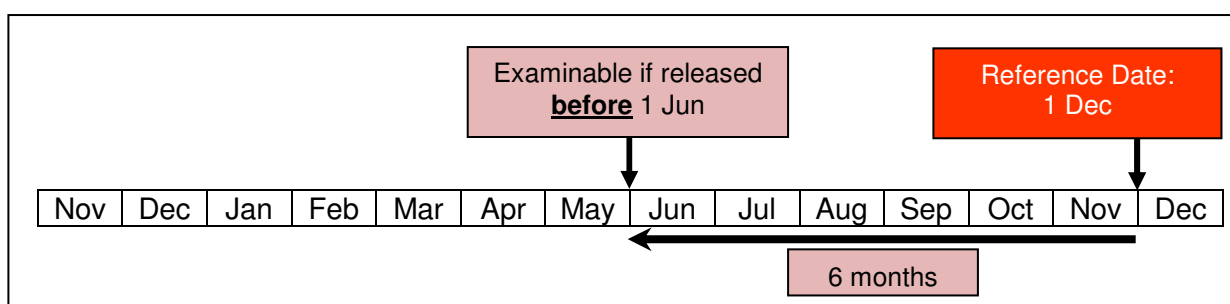 Examinable if released
before 1 Jun
Reference Date:
1 Dec
Nov Dec Jan Feb Mar Apr May Jun Jul Aug Sep Oct Nov Dec
6 months